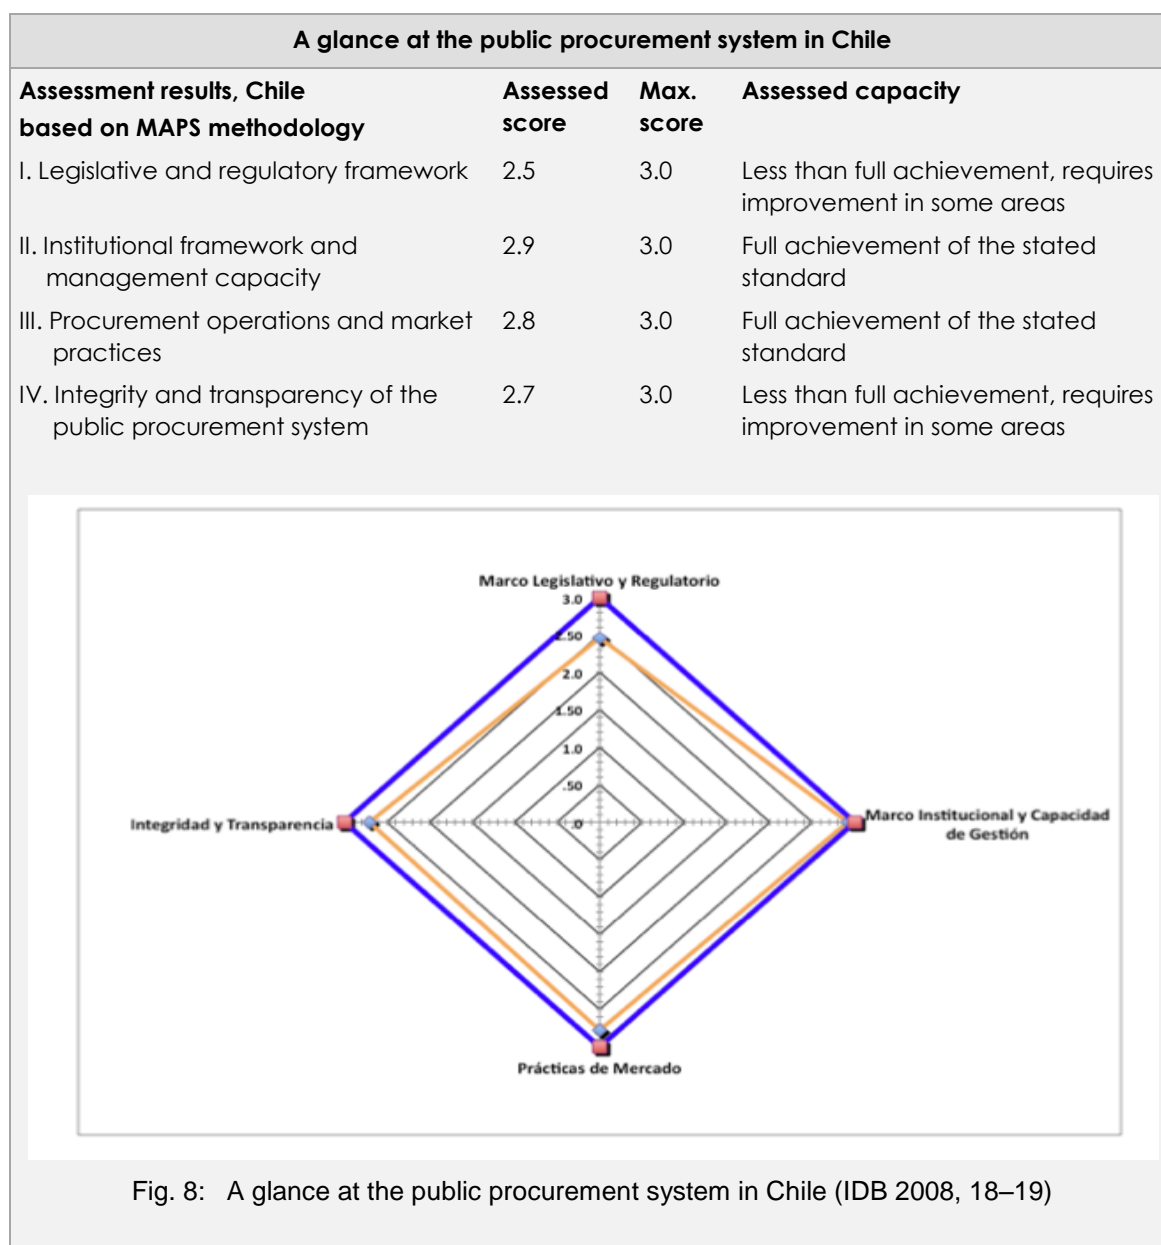 A glance at the public procurement system in Chile
Assessment results, Chile
based on MAPS methodology
Assessed
score
Max.
score
Assessed capacity
I. Legislative and regulatory framework 2.5 3.0 Less than full achievement, requires
improvement in some areas
II. Institutional framework and
management capacity
2.9 3.0 Full achievement of the stated
standard
III. Procurement operations and market
practices
2.8 3.0 Full achievement of the stated
standard
IV. Integrity and transparency of the
public procurement system
2.7 3.0 Less than full achievement, requires
improvement in some areas
Marco Legislativo y Regulatorio
3.0
2.50
2.0
1.50
1.0
.50
.0
Integridad y Transparencia
Marco Institucional y Capacidad
de Gestión
Prácticas de Mercado
Fig. 8: A glance at the public procurement system in Chile (IDB 2008, 18–19)